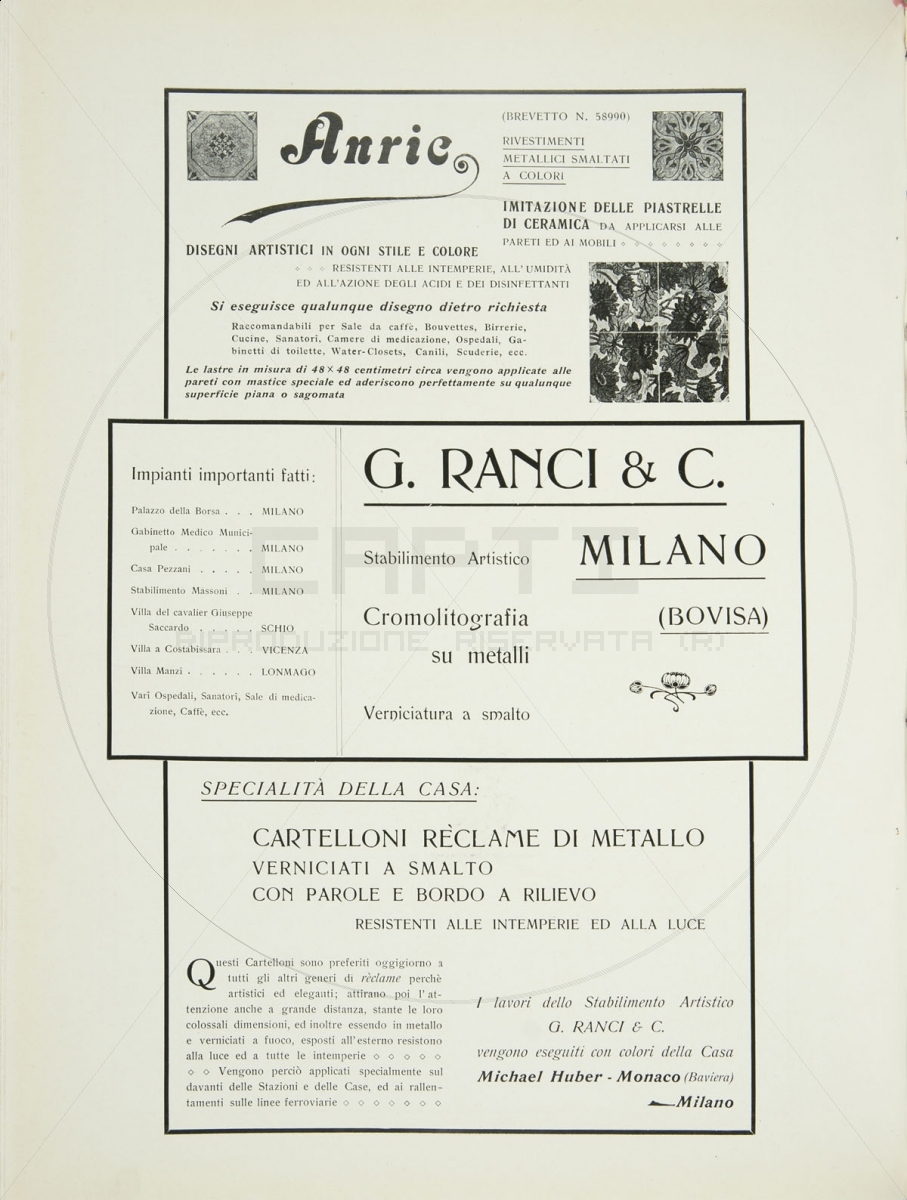 Anric
(BREVETTO N. 58990)
RIVESTIMENTI
METALLICI SMALTATI
A COLORI
IMITAZIONE DELLE PIASTRELLE
DI CERAMICA DA APPLICARSI ALLE
PARETI ED AI MOBILI
DISEGNI ARTISTICI IN OGNI STILE E COLORE
RESISTENTI ALLE INTEMPERIE, ALL'UMIDITÀ
ED ALL'AZIONE DEGLI ACIDI E DEI DISINFETTANTI
Si eseguisce qualunque disegno dietro richiesta
Raccomandabili per Sale da caffè, Bouvettes, Birrerie,
Cucine, Sanatori, Camere di medicazione, Ospedali, Ga-
binetti di toilette, Water-Closets, Canili, Scuderie, ecc.
Le lastre in misura di 48 × 48 centimetri circa vengono applicate alle
pareti con mastice speciale ed aderiscono perfettamente su qualunque
superficie piana o sagomata
Impianti importanti fatti:
Palazzo della Borsa . . . MILANO
Gabinetto Medico Munici-
pale . . . . . . . MILANO
Casa Pezzani . . . . . MILANO
Stabilimento Massoni . . MILANO
Villa del cavalier Giuseppe
Saccardo . . . . . SCHIO
Villa a Costabissara . . . VICENZA
Villa Manzi . . . . . . LONMAGO
Vari Ospedali, Sanatori, Sale di medica-
zione, Caffè, ecc.
G. RANCI & C.
Stabilimento Artistico
MILANO
Cromolitografia
(BOVISA)
su metalli
Verniciatura a smalto
CARTI
RIPRODUZIONE RISERVATA (R)
SPECIALITÀ DELLA CASA:
CARTELLONI RÈCLAME DI METALLO
VERNICIATI A SMALTO
CON PAROLE E BORDO A RILIEVO
RESISTENTI ALLE INTEMPERIE ED ALLA LUCE
Questi Cartelloni sono preferiti oggigiorno a
tutti gli altri generi di rèclame perchè
artistici ed eleganti; attirano poi l'at-
tenzione anche a grande distanza, stante le loro
colossali dimensioni, ed inoltre essendo in metallo
e verniciati a fuoco, esposti all'esterno resistono
alla luce ed a tutte le intemperie
Vengono perciò applicati specialmente sul
davanti delle Stazioni e delle Case, ed ai rallen-
tamenti sulle linee ferroviarie
I lavori dello Stabilimento Artistico
G. RANCI & C.
vengono eseguiti con colori della Casa
Michael Huber - Monaco (Baviera)
Milano